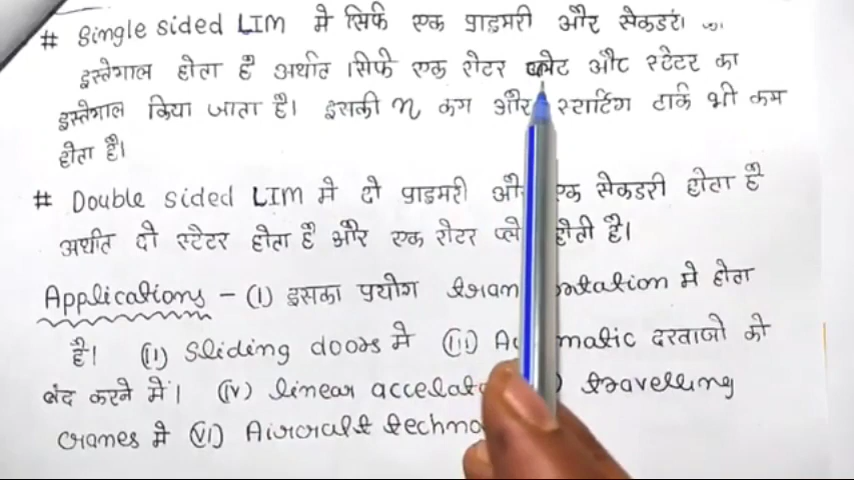 # Single sided LIM मे सिर्फ एक प्राइमरी और सेकेडरी
इस्तेमाल होता है अर्थात सिर्फ एक रोटर प्लेट और स्टेटर का
इस्तेमाल किया जाता है। इसकी η कम और स्टार्टिंग टार्क भी कम
होता है।
# Double sided LIM मे दो प्राइमरी और एक सेकडरी होता है
अर्थात दो स्टेटर होता है और एक रोटर प्ले होती है।
Applications - (I) इसका प्रयोग मे होता
है। (II) Sliding doors मे (III) दरवाजो को
बंद करने में। (IV) linear travelling
cranes मे (VI) Aircraft